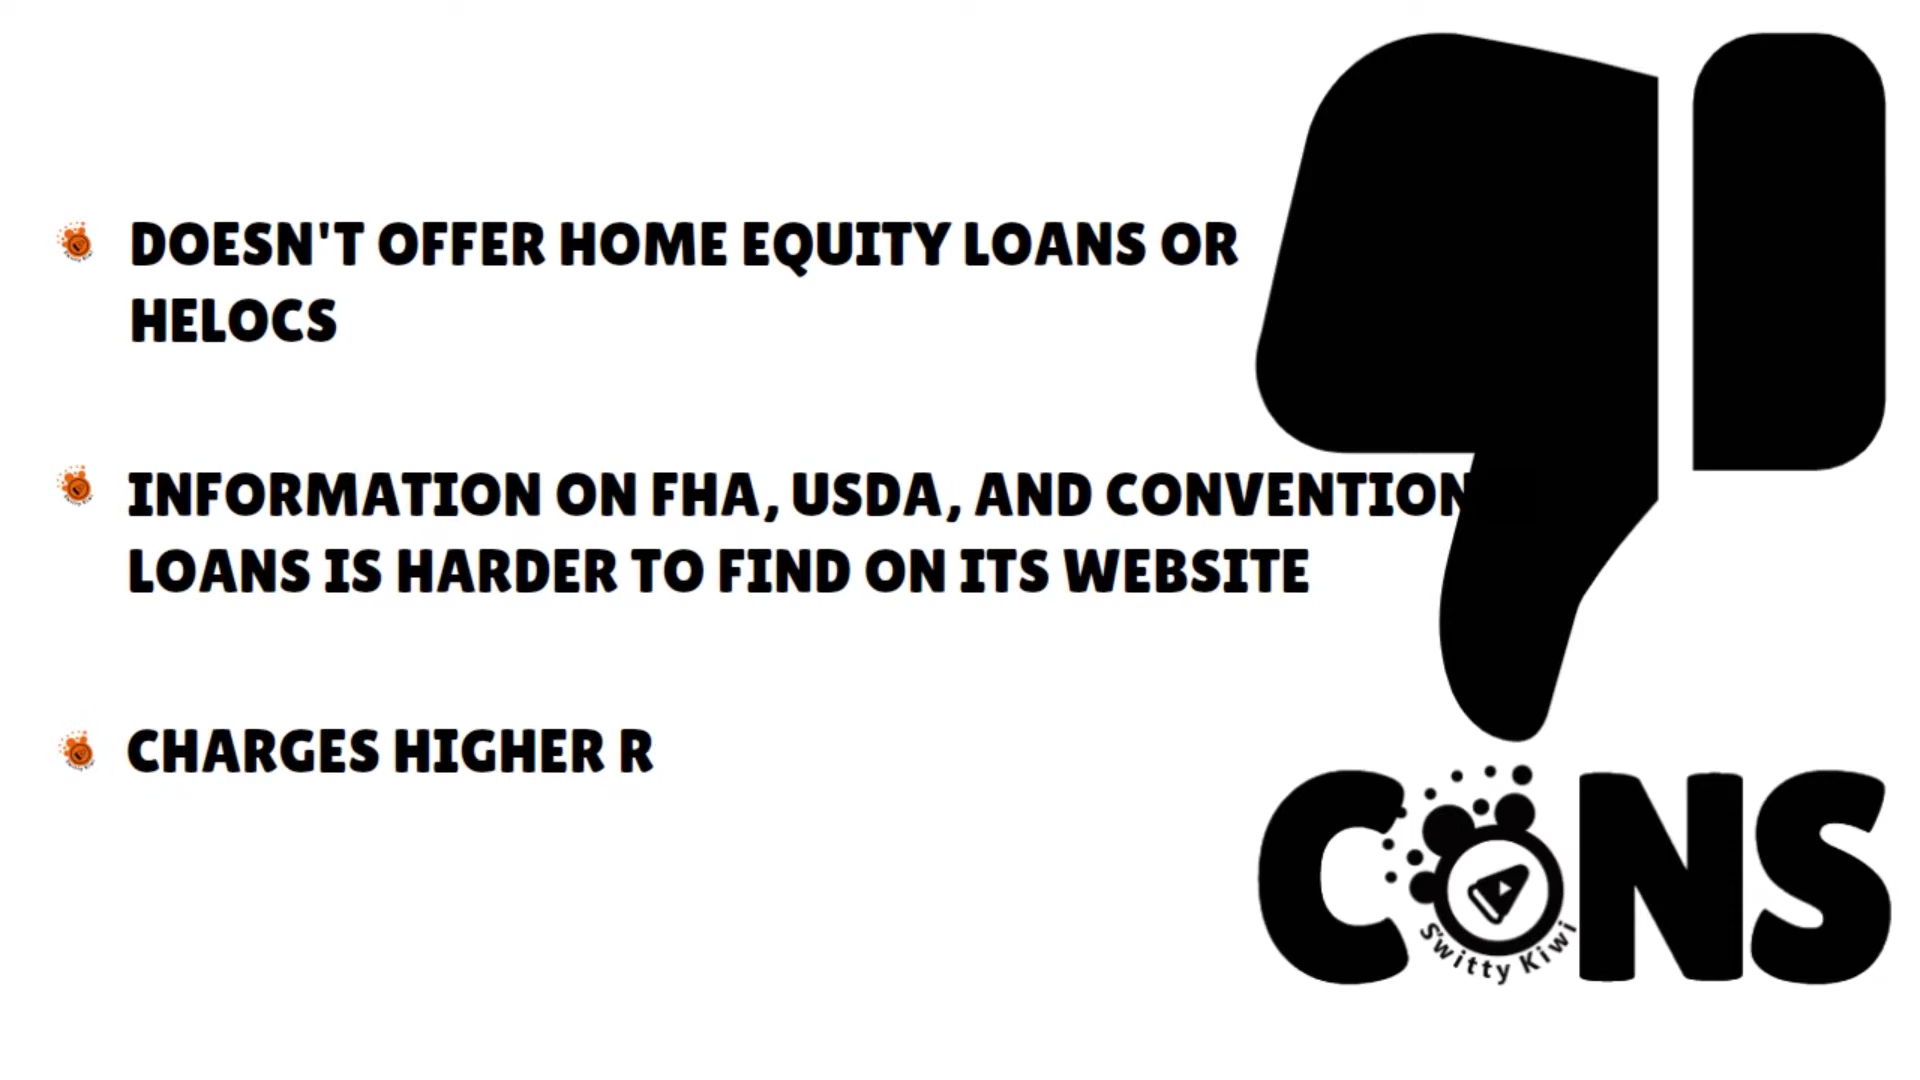 DOESN'T OFFER HOME EQUITY LOANS OR
HELOCS
INFORMATION ON FHA, USDA, AND CONVENTION
LOANS IS HARDER TO FIND ON ITS WEBSITE
CHARGES HIGHER R
CONS
Switty Kiwi